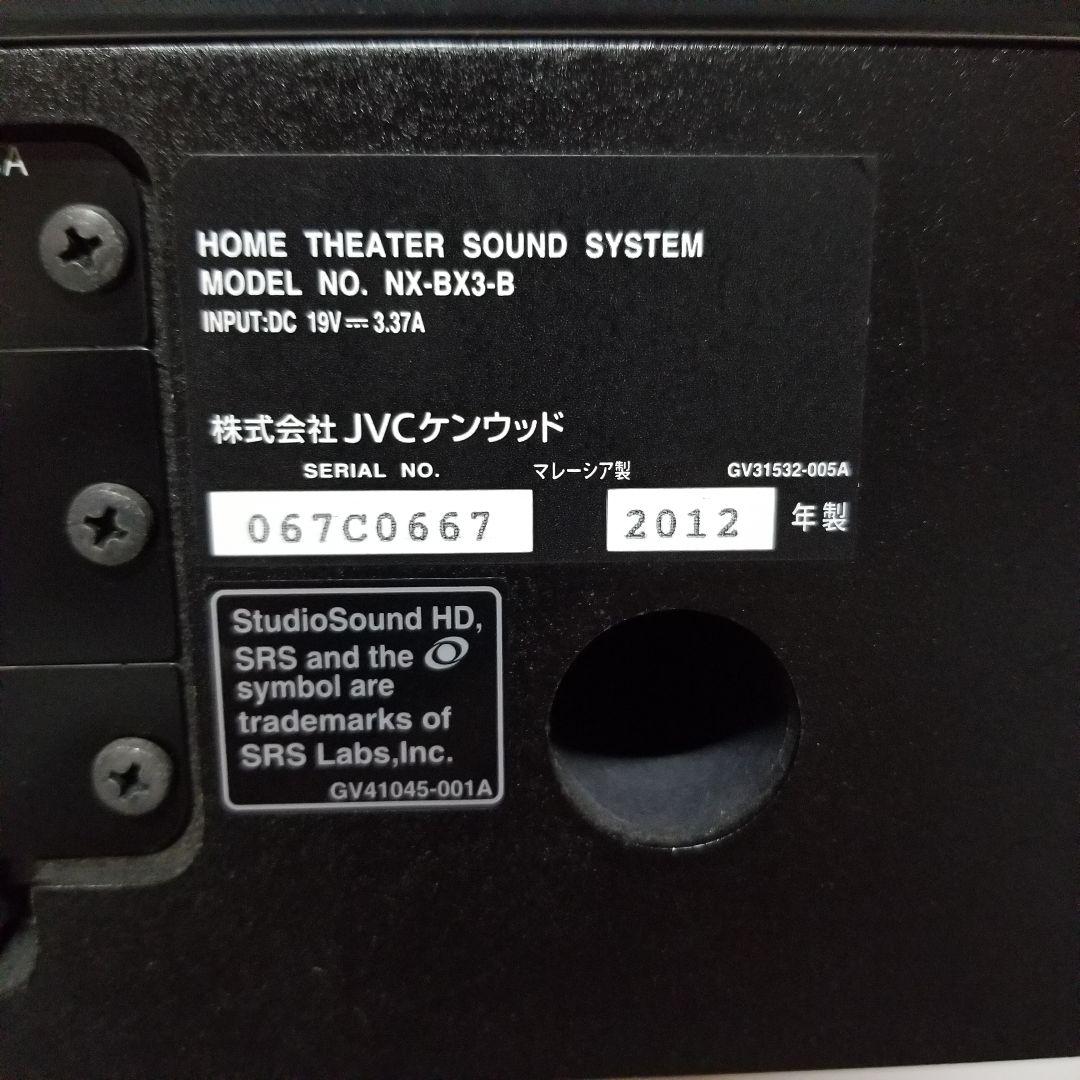 A
HOME THEATER SOUND SYSTEM
MODEL NO. NX-BX3-B
INPUT:DC 19V⎓3.37A
株式会社 JVCケンウッド
SERIAL NO. マレーシア製 GV31532-005A
067C0667 2012 年製
StudioSound HD,
SRS and the
symbol are
trademarks of
SRS Labs,Inc.
GV41045-001A